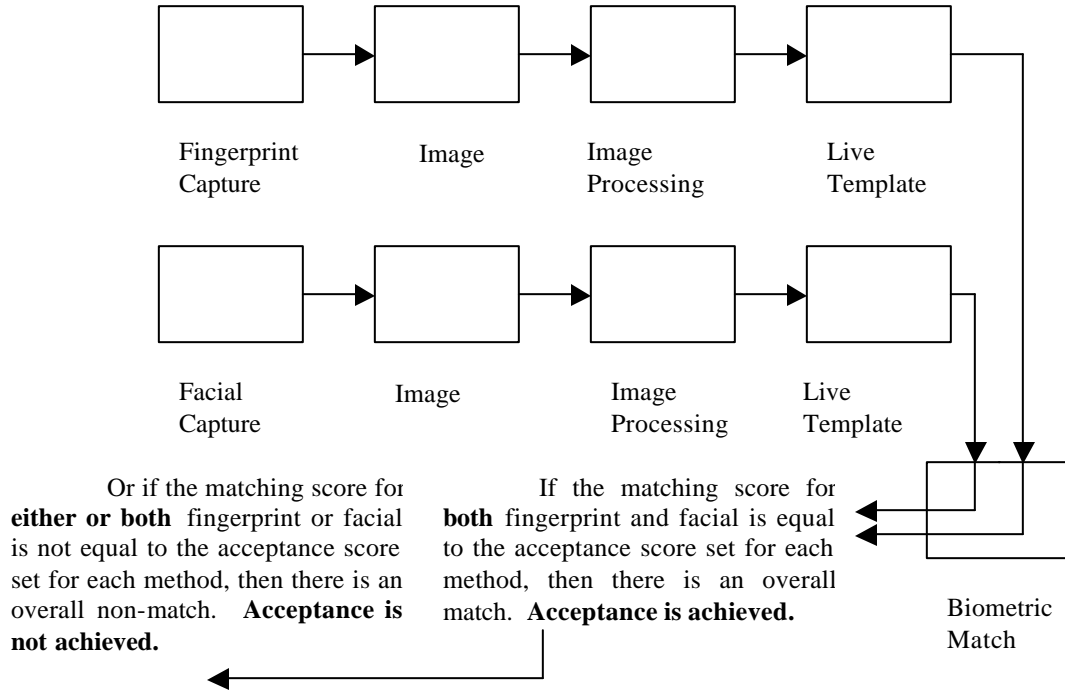 Fingerprint
Capture
Image
Image
Processing
Live
Template
Facial
Capture
Image
Image
Processing
Live
Template
Or if the matching score for
either or both fingerprint or facial
is not equal to the acceptance score
set for each method, then there is an
overall non-match. Acceptance is
not achieved.
If the matching score for
both fingerprint and facial is equal
to the acceptance score set for each
method, then there is an overall
match. Acceptance is achieved.
Biometric
Match